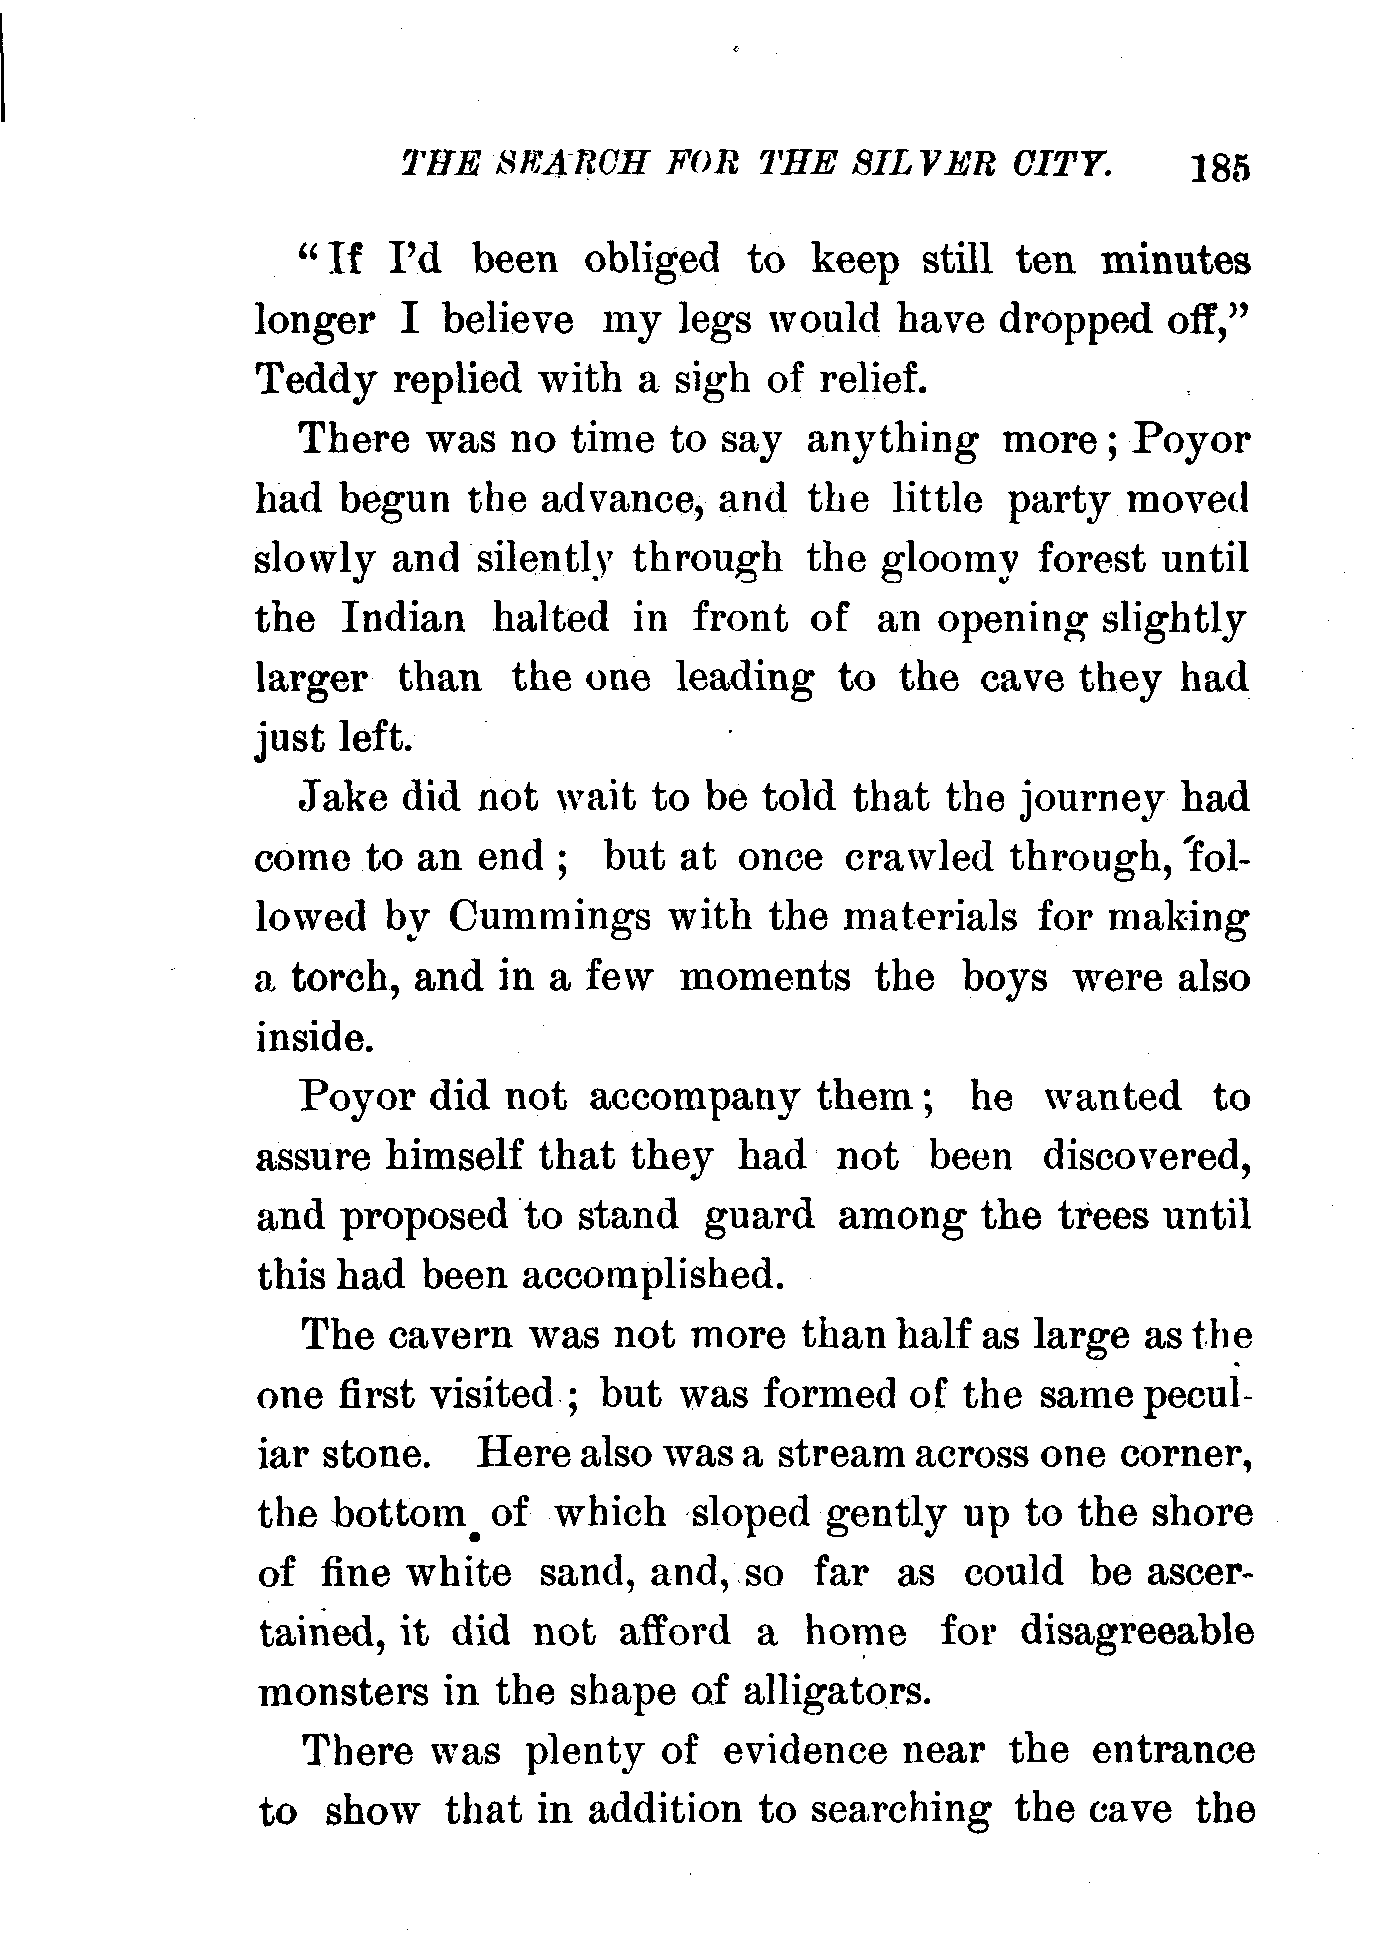 THE SEARCH FOR THE SILVER CITY. 185
“If I’d been obliged to keep still ten minutes
longer I believe my legs would have dropped off,”
Teddy replied with a sigh of relief.
There was no time to say anything more; Poyor
had begun the advance, and the little party moved
slowly and silently through the gloomy forest until
the Indian halted in front of an opening slightly
larger than the one leading to the cave they had
just left.
Jake did not wait to be told that the journey had
come to an end; but at once crawled through, fol-
lowed by Cummings with the materials for making
a torch, and in a few moments the boys were also
inside.
Poyor did not accompany them; he wanted to
assure himself that they had not been discovered,
and proposed to stand guard among the trees until
this had been accomplished.
The cavern was not more than half as large as the
one first visited; but was formed of the same pecul-
iar stone. Here also was a stream across one corner,
the bottom of which sloped gently up to the shore
of fine white sand, and, so far as could be ascer-
tained, it did not afford a home for disagreeable
monsters in the shape of alligators.
There was plenty of evidence near the entrance
to show that in addition to searching the cave the